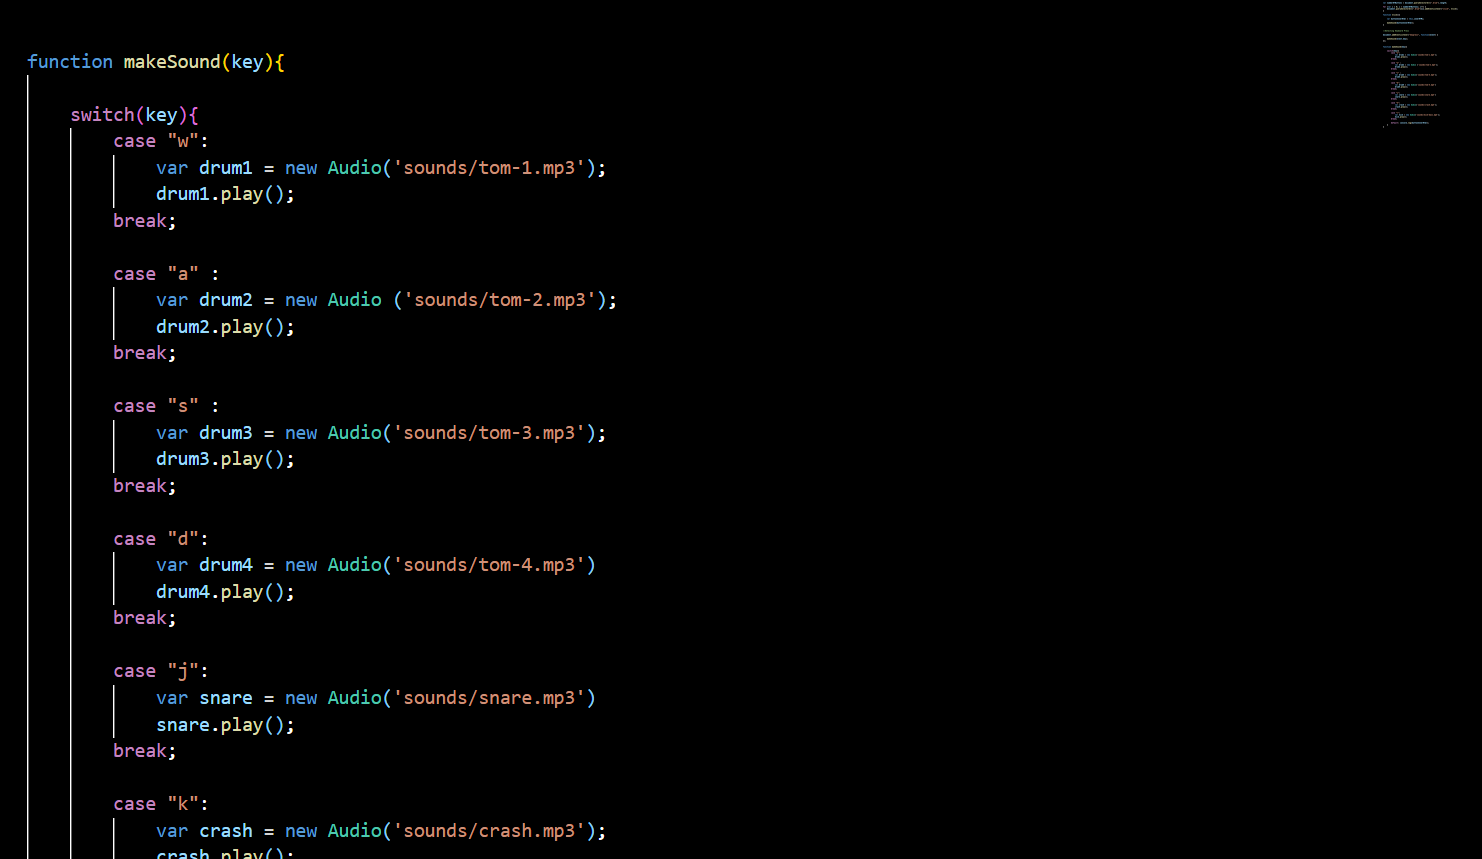 function makeSound(key){
switch(key){
case "w":
var drum1 = new Audio('sounds/tom-1.mp3');
drum1.play();
break;
case "a" :
var drum2 = new Audio ('sounds/tom-2.mp3');
drum2.play();
break;
case "s" :
var drum3 = new Audio('sounds/tom-3.mp3');
drum3.play();
break;
case "d":
var drum4 = new Audio('sounds/tom-4.mp3')
drum4.play();
break;
case "j":
var snare = new Audio('sounds/snare.mp3')
snare.play();
break;
case "k":
var crash = new Audio('sounds/crash.mp3');
crash.play();